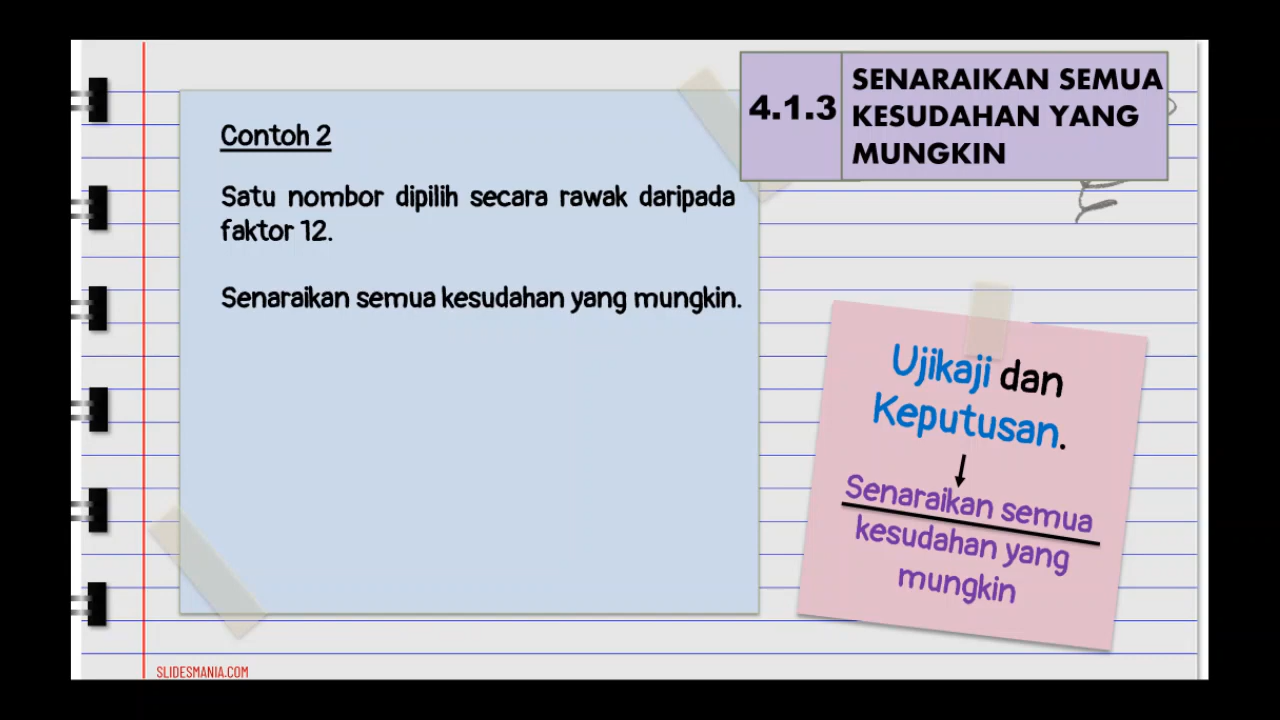 4.1.3
SENARAIKAN SEMUA
KESUDAHAN YANG
MUNGKIN
Contoh 2
Satu nombor dipilih secara rawak daripada
faktor 12.
Senaraikan semua kesudahan yang mungkin.
Ujikaji dan
Keputusan.
Senaraikan semua
kesudahan yang
mungkin
SLIDESMANIA.COM